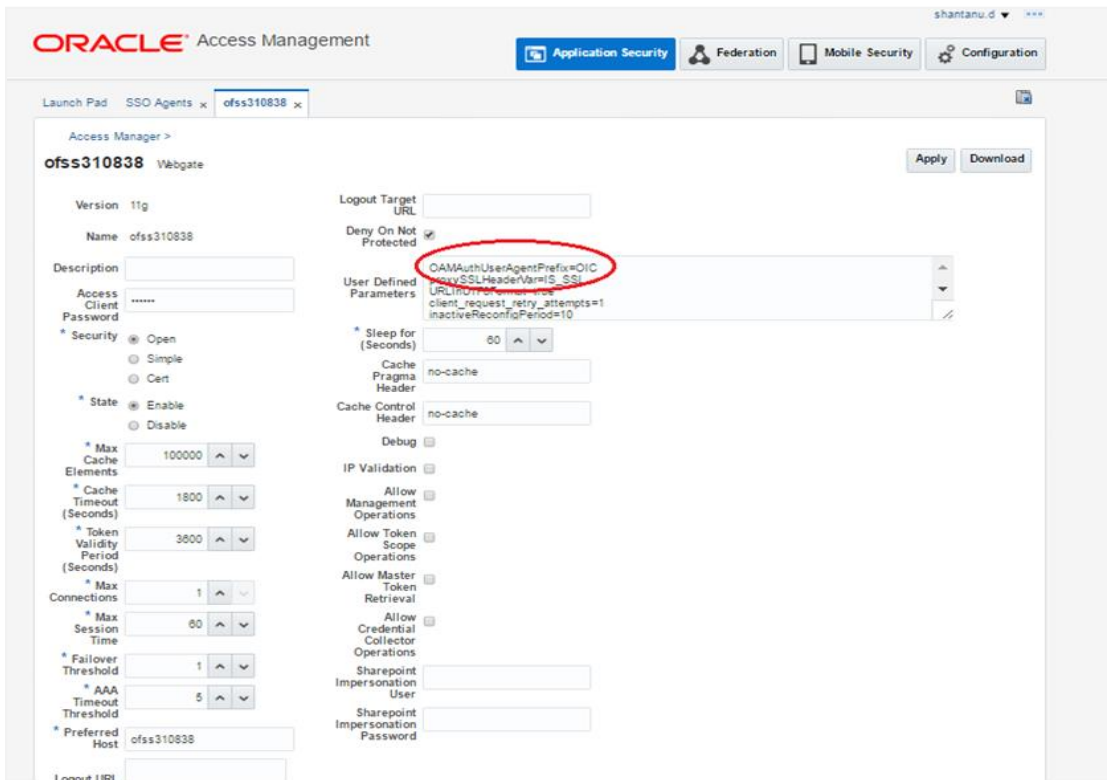 shantanu.d
ORACLE Access Management
Application Security
Federation
Mobile Security
Configuration
Launch Pad
SSO Agents
ofss310838
Access Manager >
ofss310838 Webgate
Apply
Download
Version 11g
Name ofss310838
Description
Access
Client
Password
······
* Security
Open
Simple
Cert
* State
Enable
Disable
* Max
Cache
Elements
100000
* Cache
Timeout
(Seconds)
1800
* Token
Validity
Period
(Seconds)
3600
* Max
Connections
1
* Max
Session
Time
60
* Failover
Threshold
1
* AAA
Timeout
Threshold
5
* Preferred
Host
ofss310838
Logout URL
Logout Target
URL
Deny On Not
Protected
User Defined
Parameters
OAMAuthUserAgentPrefix=OIC
proxySSLHeaderVar=IS_SSL
client_request_retry_attempts=1
inactiveReconfigPeriod=10
* Sleep for
(Seconds)
60
Cache
Pragma
Header
no-cache
Cache Control
Header
no-cache
Debug
IP Validation
Allow
Management
Operations
Allow Token
Scope
Operations
Allow Master
Token
Retrieval
Allow
Credential
Collector
Operations
Sharepoint
Impersonation
User
Sharepoint
Impersonation
Password